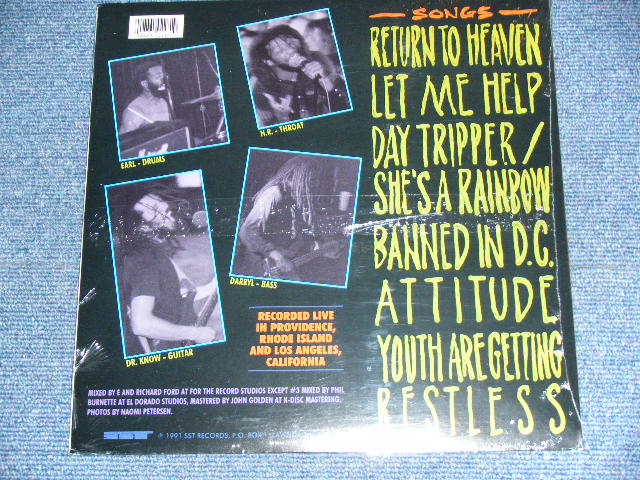 SONGS
RETURN TO HEAVEN
LET ME HELP
DAY TRIPPER /
SHE'S A RAINBOW
BANNED IN D.C.
ATTITUDE
YOUTH ARE GETTING
RESTLESS
EARL - DRUMS
H.R. - THROAT
DR. KNOW - GUITAR
DARRYL - BASS
RECORDED LIVE
IN PROVIDENCE,
RHODE ISLAND
AND LOS ANGELES,
CALIFORNIA
MIXED BY E AND RICHARD FORD AT FOR THE RECORD STUDIOS EXCEPT #3 MIXED BY PHIL
BURNETTE AT EL DORADO STUDIOS, MASTERED BY JOHN GOLDEN AT K-DISC MASTERING.
PHOTOS BY NAOMI PETERSEN.
SST
℗ 1991 SST RECORDS, P.O. BOX